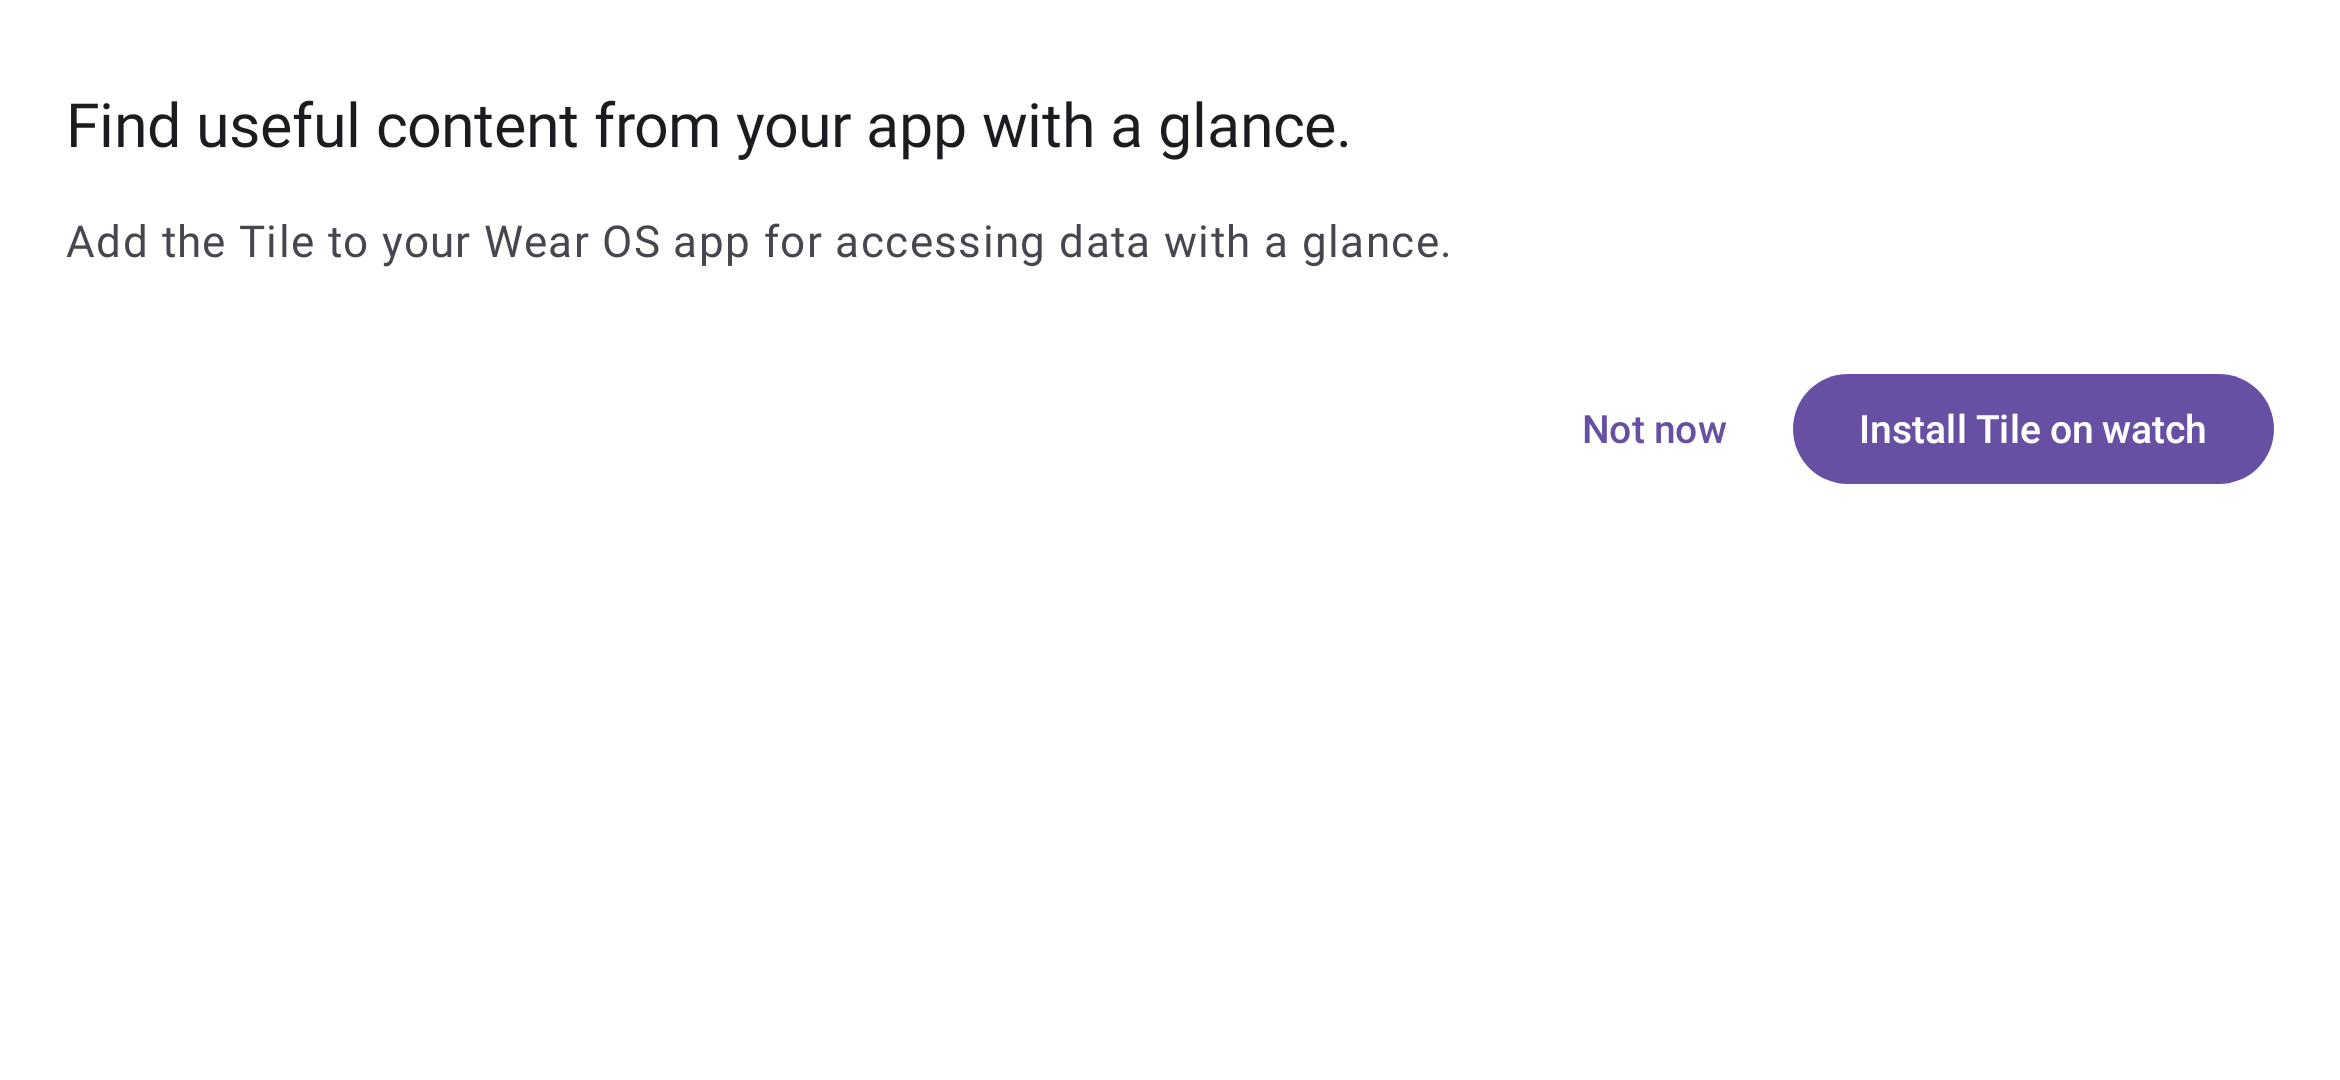 Find useful content from your app with a glance.
Add the Tile to your Wear OS app for accessing data with a glance.
Not now
Install Tile on watch